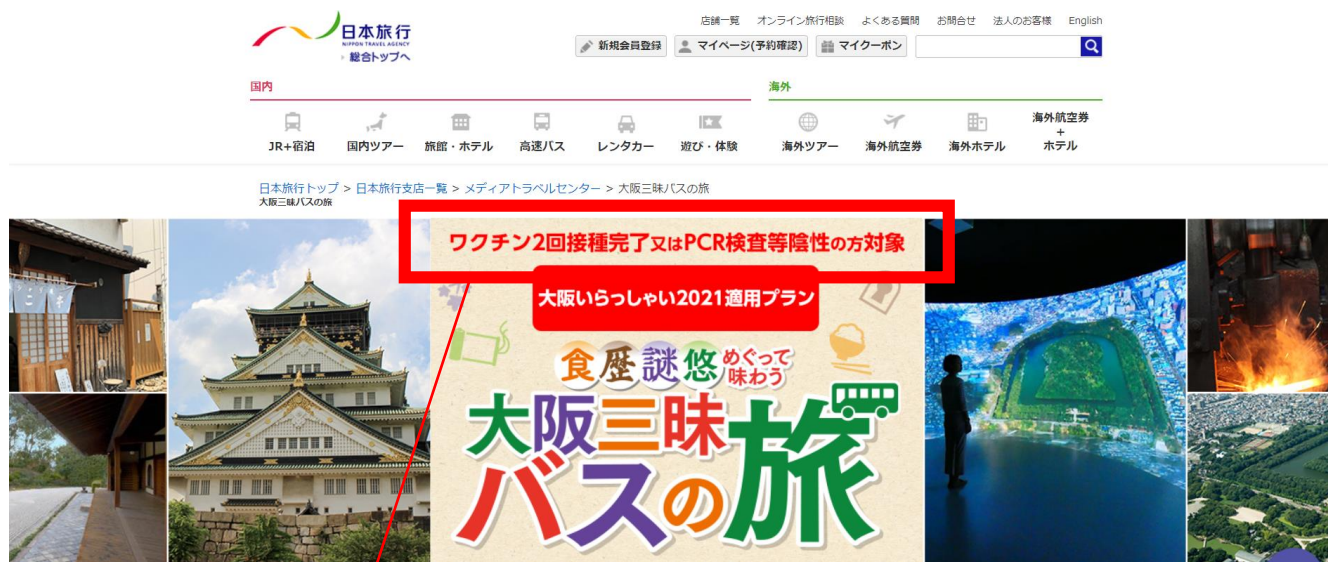 日本旅行
NIPPON TRAVEL AGENCY
総合トップへ
店舗一覧 オンライン旅行相談 よくある質問 お問合せ 法人のお客様 English
新規会員登録 マイページ(予約確認) マイクーポン
国内 海外
JR+宿泊 国内ツアー 旅館・ホテル 高速バス レンタカー 遊び・体験 海外ツアー 海外航空券 海外ホテル 海外航空券
+
ホテル
日本旅行トップ > 日本旅行支店一覧 > メディアトラベルセンター > 大阪三昧バスの旅
大阪三昧バスの旅
ワクチン2回接種完了又はPCR検査等陰性の方対象
大阪いらっしゃい2021適用プラン
食歴謎悠めぐって
味わう
大阪三昧
バスの旅